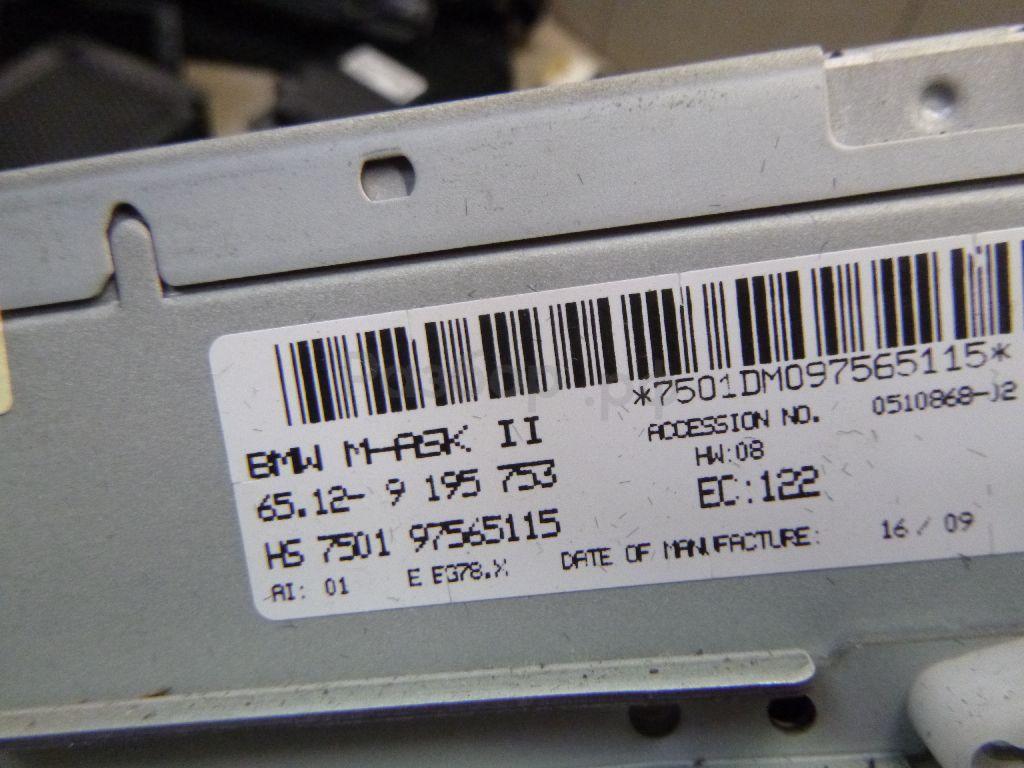 *7501DM097565115*
BMW M-ASK II
ACCESSION NO. 0510868-J2
65.12- 9 195 753
HW:08
EC:122
HS 7501 97565115
AI: 01 E EG78.X DATE OF MANUFACTURE: 16 / 09